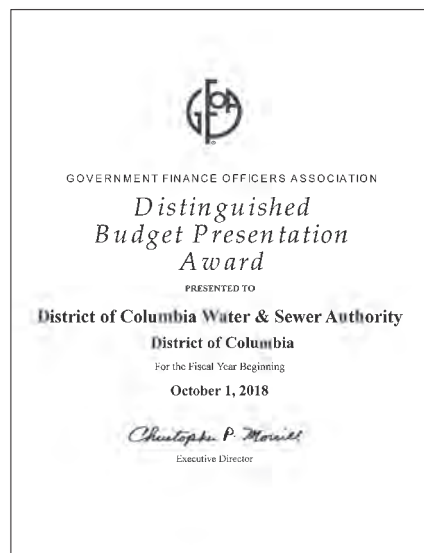 GFOA
GOVERNMENT FINANCE OFFICERS ASSOCIATION
Distinguished
Budget Presentation
Award
PRESENTED TO
District of Columbia Water & Sewer Authority
District of Columbia
For the Fiscal Year Beginning
October 1, 2018
Christopher P. Morrill
Executive Director